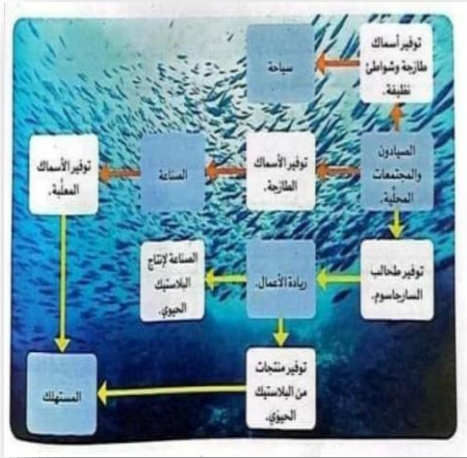 توفير أسماك
طازجة وشواطئ
نظيفة.
سياحة
الصيادون
والمجتمعات
المحلية.
توفير الأسماك
الطازجة.
الصناعة
توفير الأسماك
المعلبة.
توفير طحالب
السارجاسوم.
ريادة الأعمال.
الصناعة لإنتاج
البلاستيك
الحيوي.
توفير منتجات
من البلاستيك
الحيوي.
المستهلك